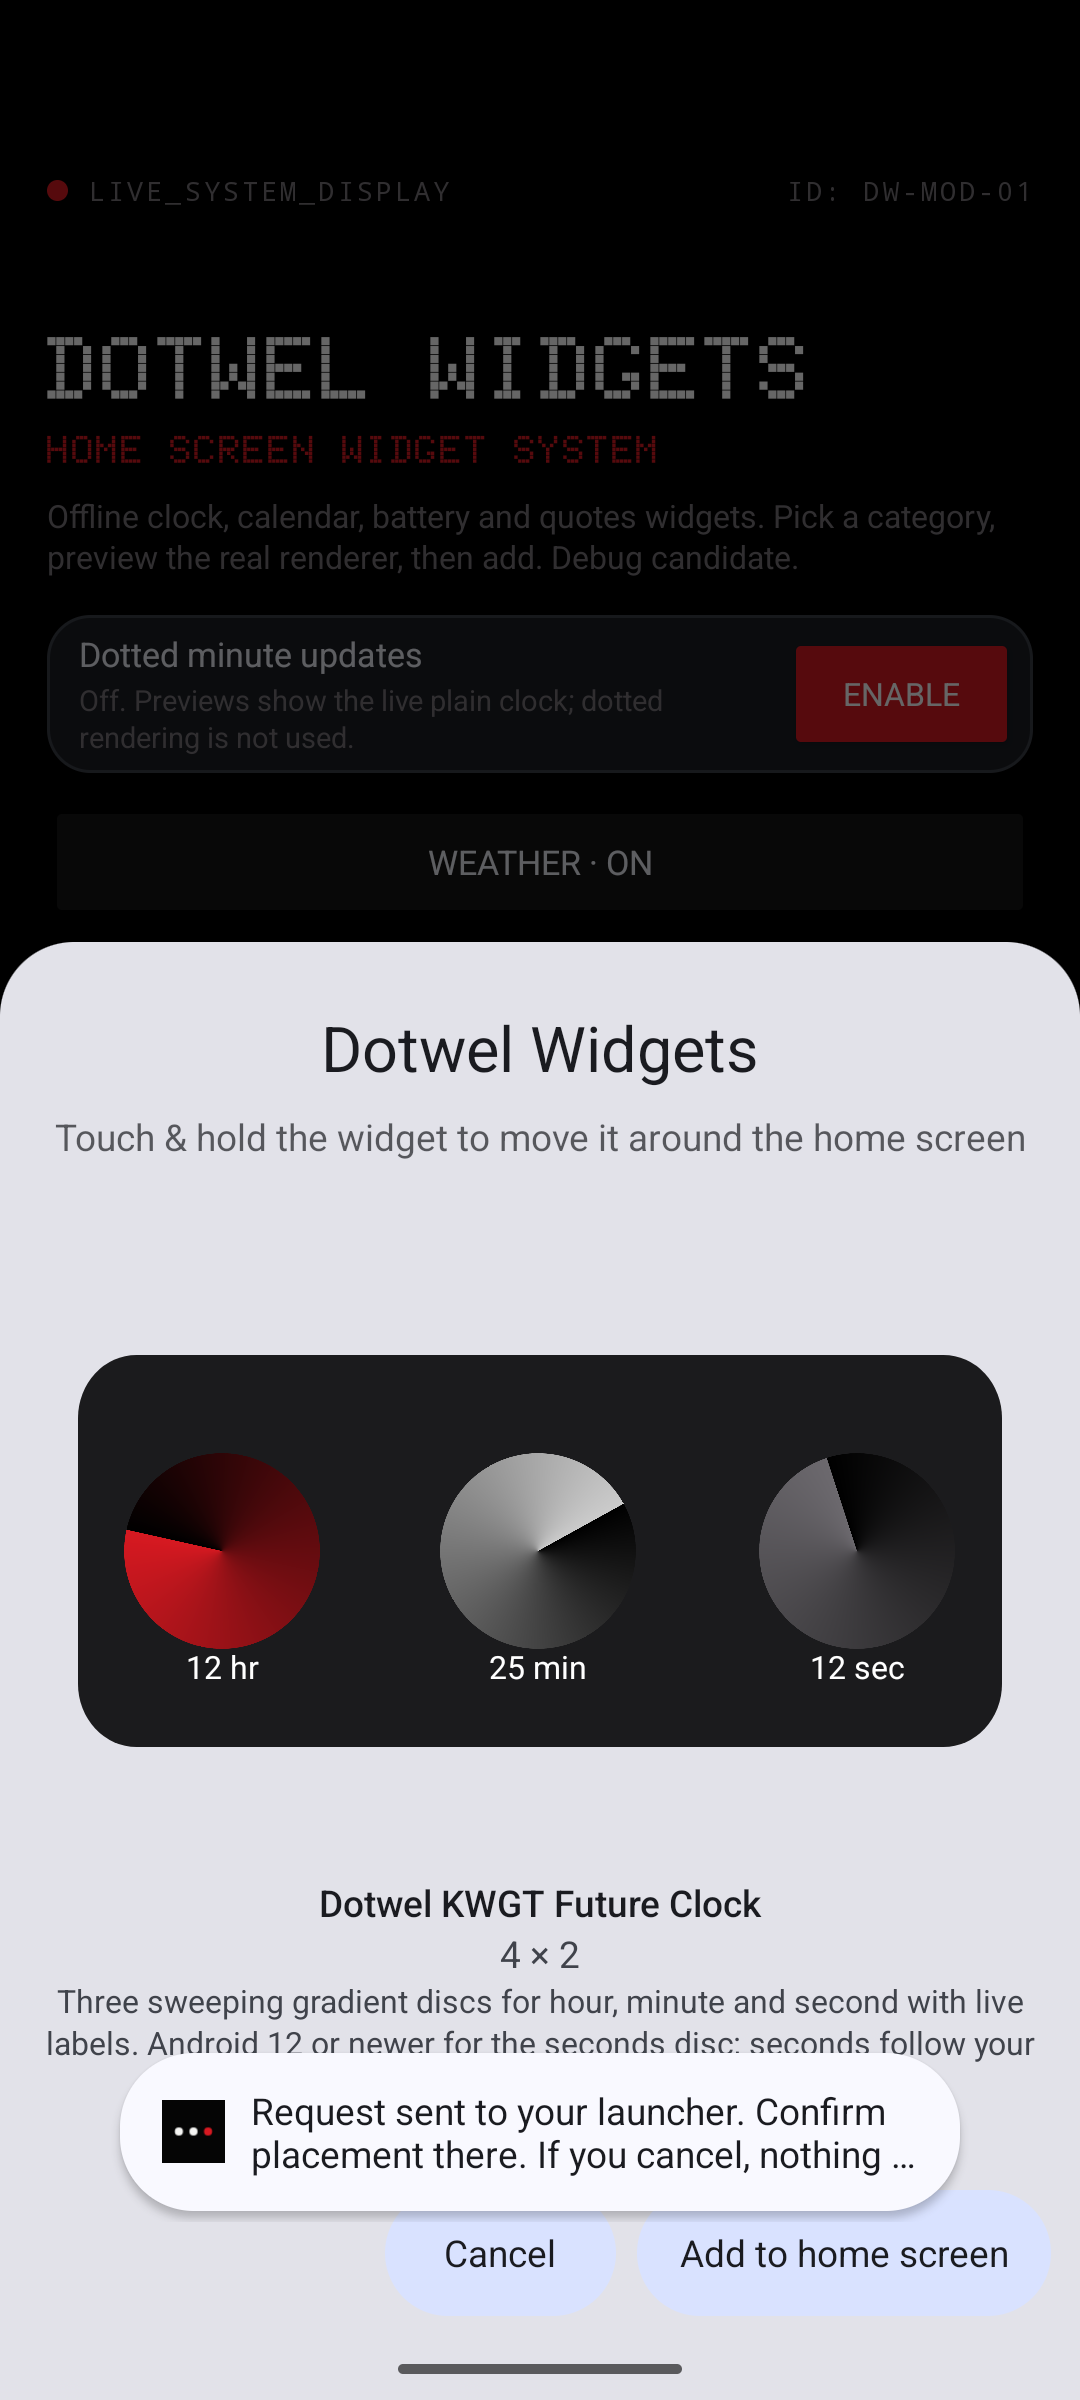 LIVE_SYSTEM_DISPLAY
ID: DW-MOD-01
DOTWEL WIDGETS
HOME SCREEN WIDGET SYSTEM
Offline clock, calendar, battery and quotes widgets. Pick a category,
preview the real renderer, then add. Debug candidate.
Dotted minute updates
Off. Previews show the live plain clock; dotted
rendering is not used.
ENABLE
WEATHER · ON
Dotwel Widgets
Touch & hold the widget to move it around the home screen
12 hr
25 min
12 sec
Dotwel KWGT Future Clock
4 × 2
Three sweeping gradient discs for hour, minute and second with live
labels. Android 12 or newer for the seconds disc; seconds follow your
Request sent to your launcher. Confirm
placement there. If you cancel, nothing ...
Cancel
Add to home screen